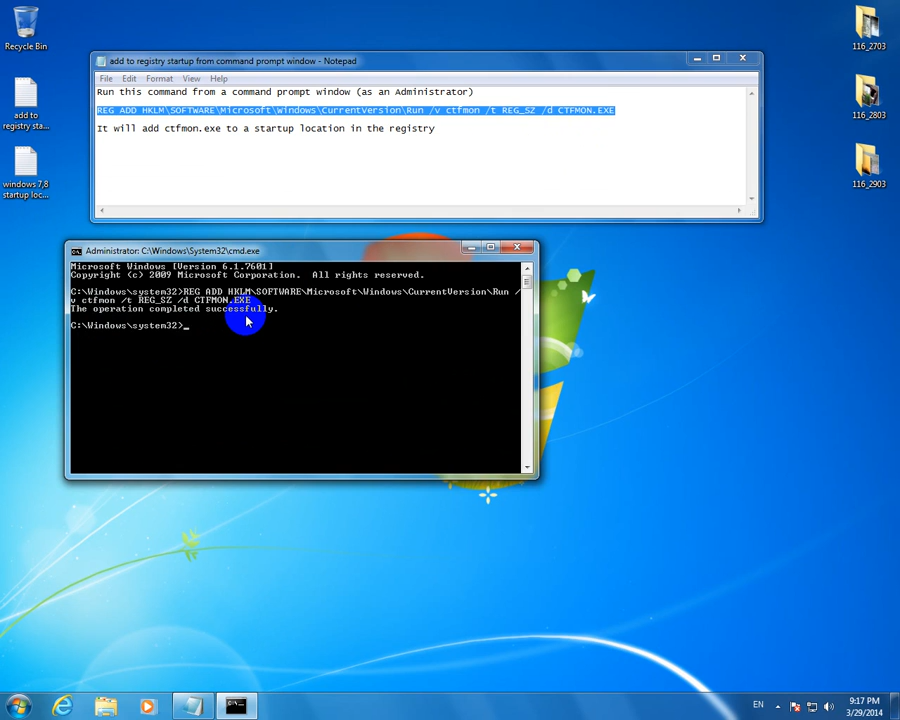 Recycle Bin
add to
registry sta...
windows 7,8
startup loc...
116_2703
116_2803
116_2903
add to registry startup from command prompt window - Notepad
File Edit Format View Help
Run this command from a command prompt window (as an Administrator)
REG ADD HKLM\SOFTWARE\Microsoft\Windows\CurrentVersion\Run /v ctfmon /t REG_SZ /d CTFMON.EXE
It will add ctfmon.exe to a startup location in the registry
Administrator: C:\Windows\System32\cmd.exe
Microsoft Windows [Version 6.1.7601]
Copyright (c) 2009 Microsoft Corporation.  All rights reserved.
C:\Windows\system32>REG ADD HKLM\SOFTWARE\Microsoft\Windows\CurrentVersion\Run /
v ctfmon /t REG_SZ /d CTFMON.EXE
The operation completed successfully.
C:\Windows\system32>_
EN
9:17 PM
3/29/2014